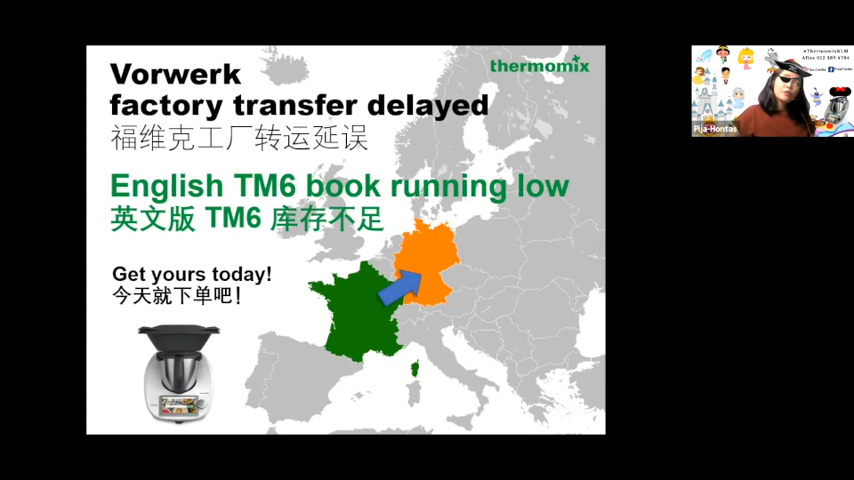 Vorwerk
factory transfer delayed
福维克工厂转运延误
thermomix
English TM6 book running low
英文版 TM6 库存不足
Get yours today!
今天就下单吧！
#ThermomixKLM
Pija-Hontas